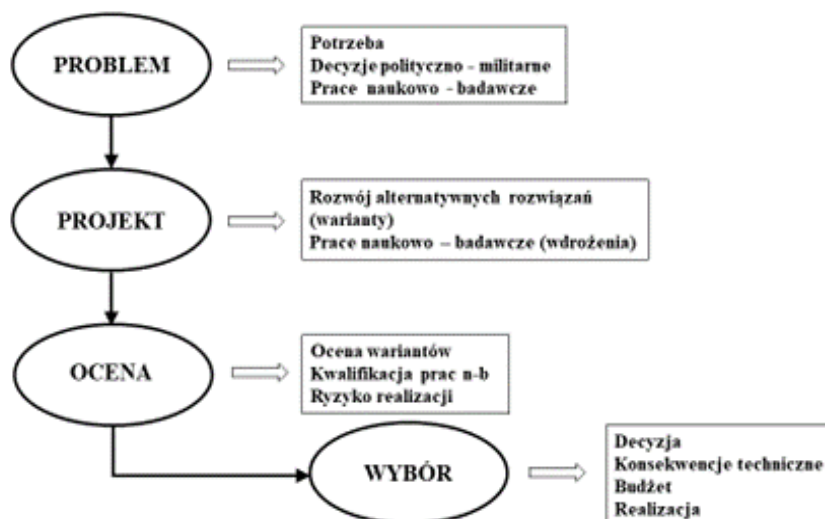 PROBLEM
Potrzeba
Decyzje polityczno - militarne
Prace naukowo - badawcze
PROJEKT
Rozwój alternatywnych rozwiązań
(warianty)
Prace naukowo – badawcze (wdrożenia)
OCENA
Ocena wariantów
Kwalifikacja prac n-b
Ryzyko realizacji
WYBÓR
Decyzja
Konsekwencje techniczne
Budżet
Realizacja